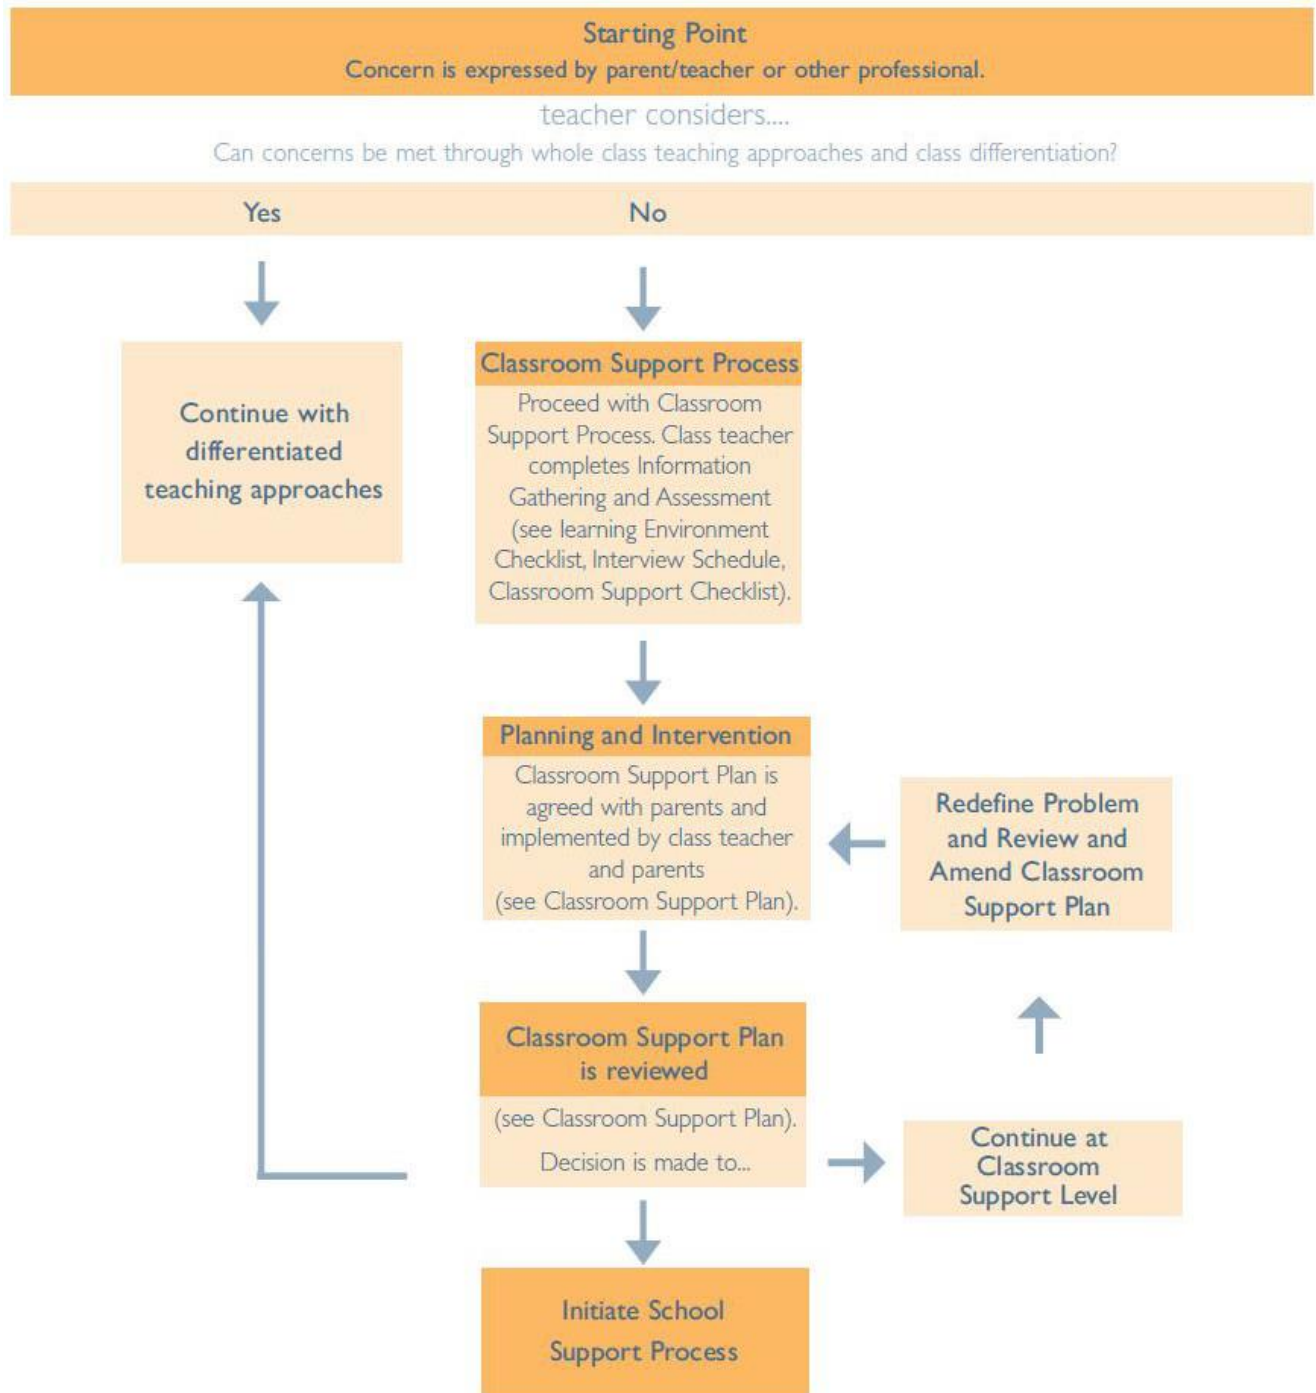 Starting Point
Concern is expressed by parent/teacher or other professional.
teacher considers....
Can concerns be met through whole class teaching approaches and class differentiation?
Yes
No
Continue with
differentiated
teaching approaches
Classroom Support Process
Proceed with Classroom
Support Process. Class teacher
completes Information
Gathering and Assessment
(see learning Environment
Checklist, Interview Schedule,
Classroom Support Checklist).
Planning and Intervention
Classroom Support Plan is
agreed with parents and
implemented by class teacher
and parents
(see Classroom Support Plan).
Redefine Problem
and Review and
Amend Classroom
Support Plan
Classroom Support Plan
is reviewed
(see Classroom Support Plan).
Decision is made to...
Continue at
Classroom
Support Level
Initiate School
Support Process